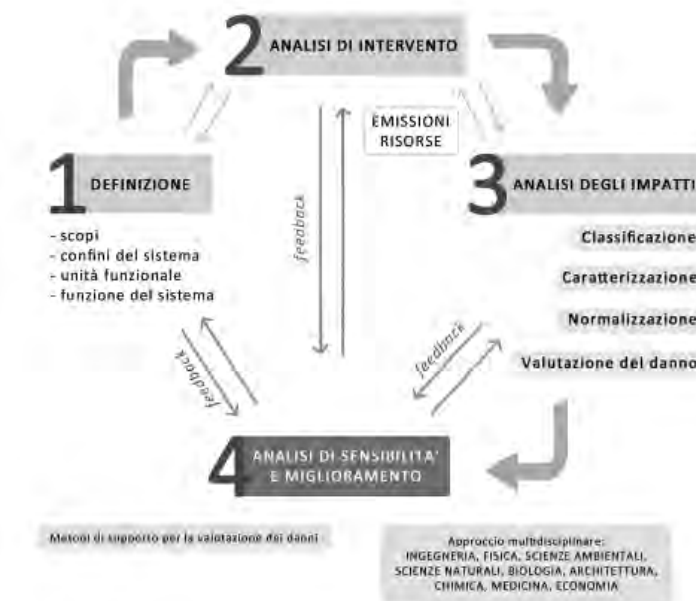 2 ANALISI DI INTERVENTO
EMISSIONI
RISORSE
1 DEFINIZIONE
- scopi
- confini del sistema
- unità funzionale
- funzione del sistema
feedback
3 ANALISI DEGLI IMPATTI
Classificazione
Caratterizzazione
Normalizzazione
Valutazione del danno
feedback
feedback
4 ANALISI DI SENSIBILITA'
E MIGLIORAMENTO
Metodi di supporto per la valutazione dei danni
Approccio multidisciplinare:
INGEGNERIA, FISICA, SCIENZE AMBIENTALI,
SCIENZE NATURALI, BIOLOGIA, ARCHITETTURA,
CHIMICA, MEDICINA, ECONOMIA